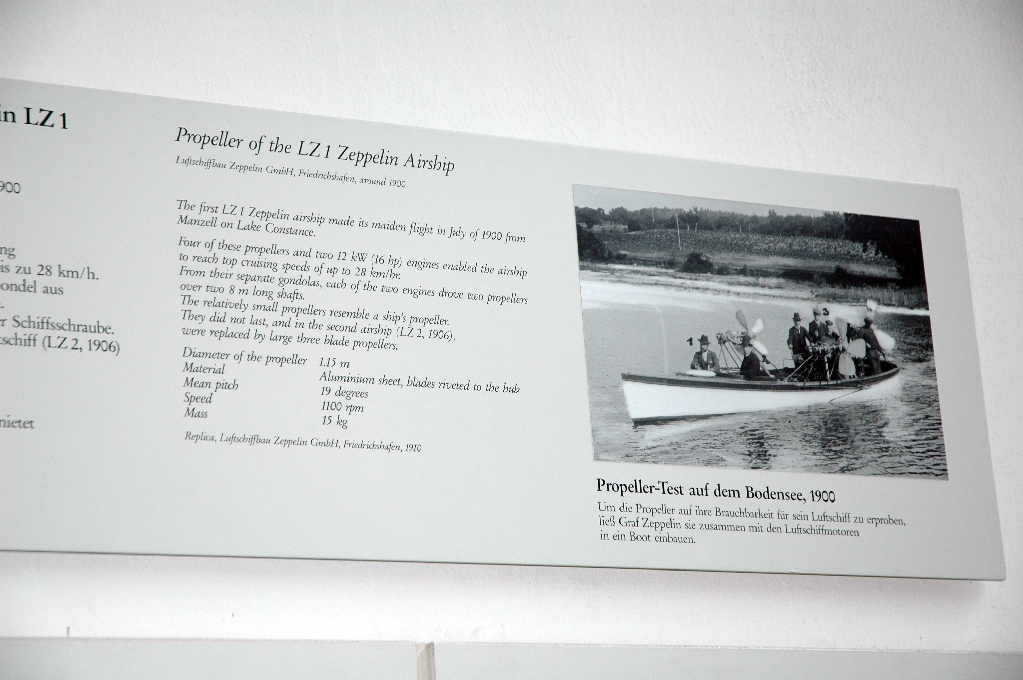 in LZ 1
900
ng
is zu 28 km/h.
ondel aus
r Schiffsschraube.
tschiff (LZ 2, 1906)
nietet
Propeller of the LZ 1 Zeppelin Airship
Luftschiffbau Zeppelin GmbH, Friedrichshafen, around 1900
The first LZ 1 Zeppelin airship made its maiden flight in July of 1900 from
Manzell on Lake Constance.
Four of these propellers and two 12 kW (16 hp) engines enabled the airship
to reach top cruising speeds of up to 28 km/hr.
From their separate gondolas, each of the two engines drove two propellers
over two 8 m long shafts.
The relatively small propellers resemble a ship's propeller.
They did not last, and in the second airship (LZ 2, 1906),
were replaced by large three blade propellers.
Diameter of the propeller 1.15 m
Material Aluminium sheet, blades riveted to the hub
Mean pitch 19 degrees
Speed 1100 rpm
Mass 15 kg
Replica, Luftschiffbau Zeppelin GmbH, Friedrichshafen, 1910
Propeller-Test auf dem Bodensee, 1900
Um die Propeller auf ihre Brauchbarkeit für sein Luftschiff zu erproben,
ließ Graf Zeppelin sie zusammen mit den Luftschiffmotoren
in ein Boot einbauen.